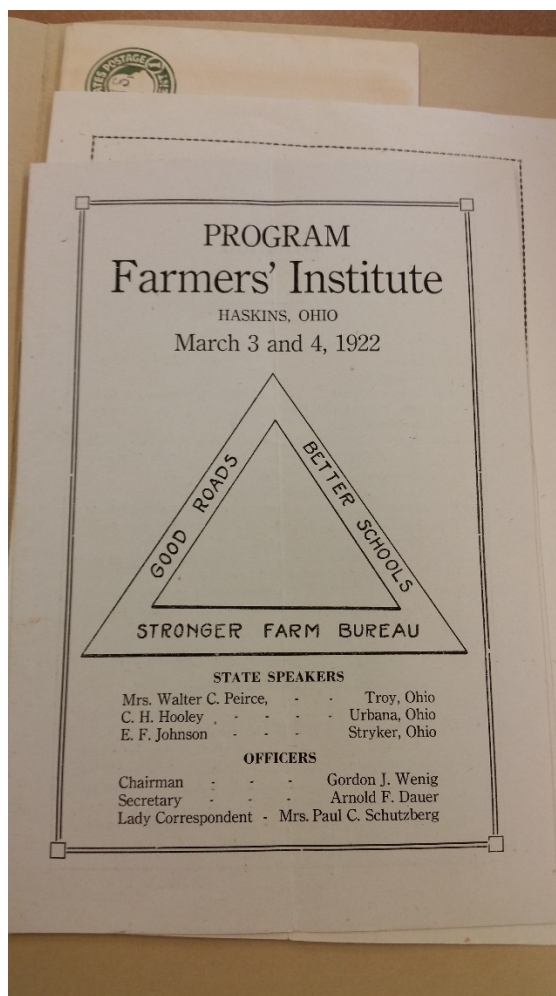 TES POSTAGE
PROGRAM
Farmers' Institute
HASKINS, OHIO
March 3 and 4, 1922
GOOD ROADS
BETTER SCHOOLS
STRONGER FARM BUREAU
STATE SPEAKERS
Mrs. Walter C. Peirce, - - Troy, Ohio
C. H. Hooley - - - - Urbana, Ohio
E. F. Johnson - - - Stryker, Ohio
OFFICERS
Chairman - - - Gordon J. Wenig
Secretary - - - Arnold F. Dauer
Lady Correspondent - Mrs. Paul C. Schutzberg